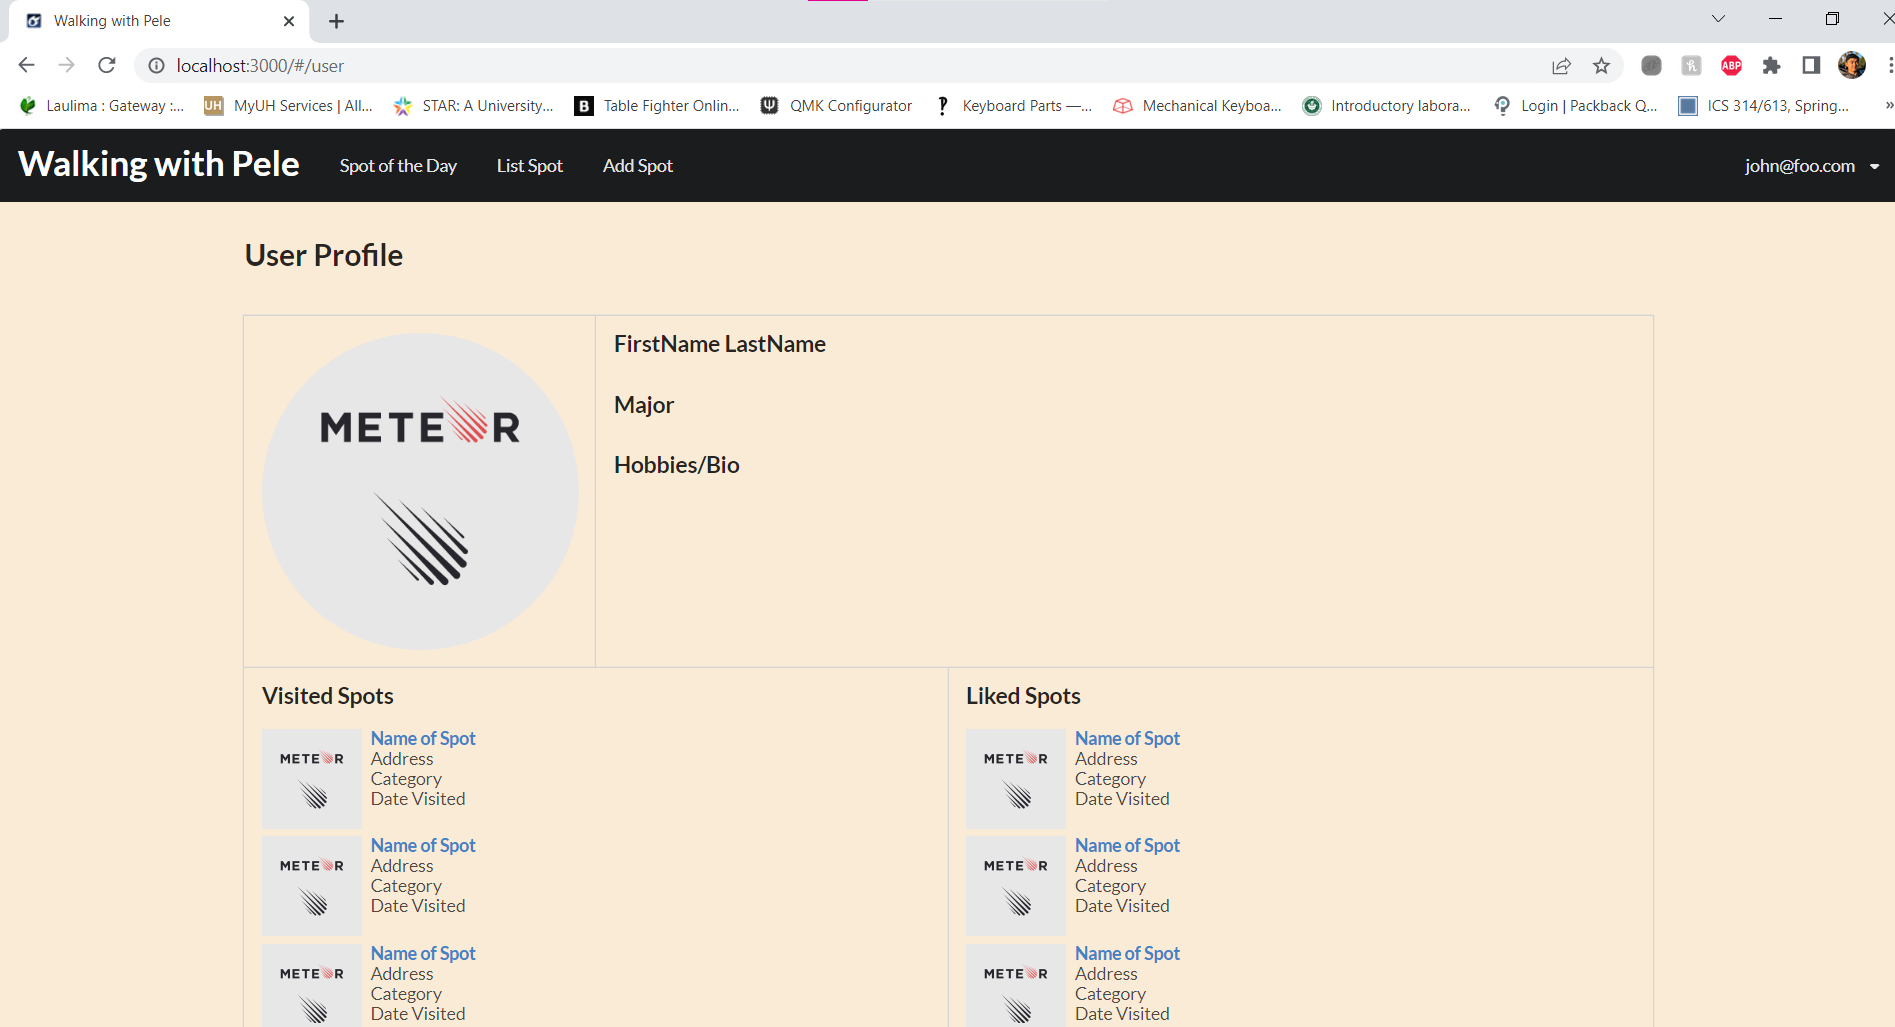 Walking with Pele
localhost:3000/#/user
ABP
Laulima : Gateway :... UH MyUH Services | All... STAR: A University... B Table Fighter Onlin... QMK Configurator Keyboard Parts —... Mechanical Keyboa... Introductory labora... Login | Packback Q... ICS 314/613, Spring... »
Walking with Pele Spot of the Day List Spot Add Spot john@foo.com
User Profile
METEOR
FirstName LastName
Major
Hobbies/Bio
Visited Spots
METEOR
Name of Spot
Address
Category
Date Visited
METEOR
Name of Spot
Address
Category
Date Visited
METEOR
Name of Spot
Address
Category
Date Visited
Liked Spots
METEOR
Name of Spot
Address
Category
Date Visited
METEOR
Name of Spot
Address
Category
Date Visited
METEOR
Name of Spot
Address
Category
Date Visited